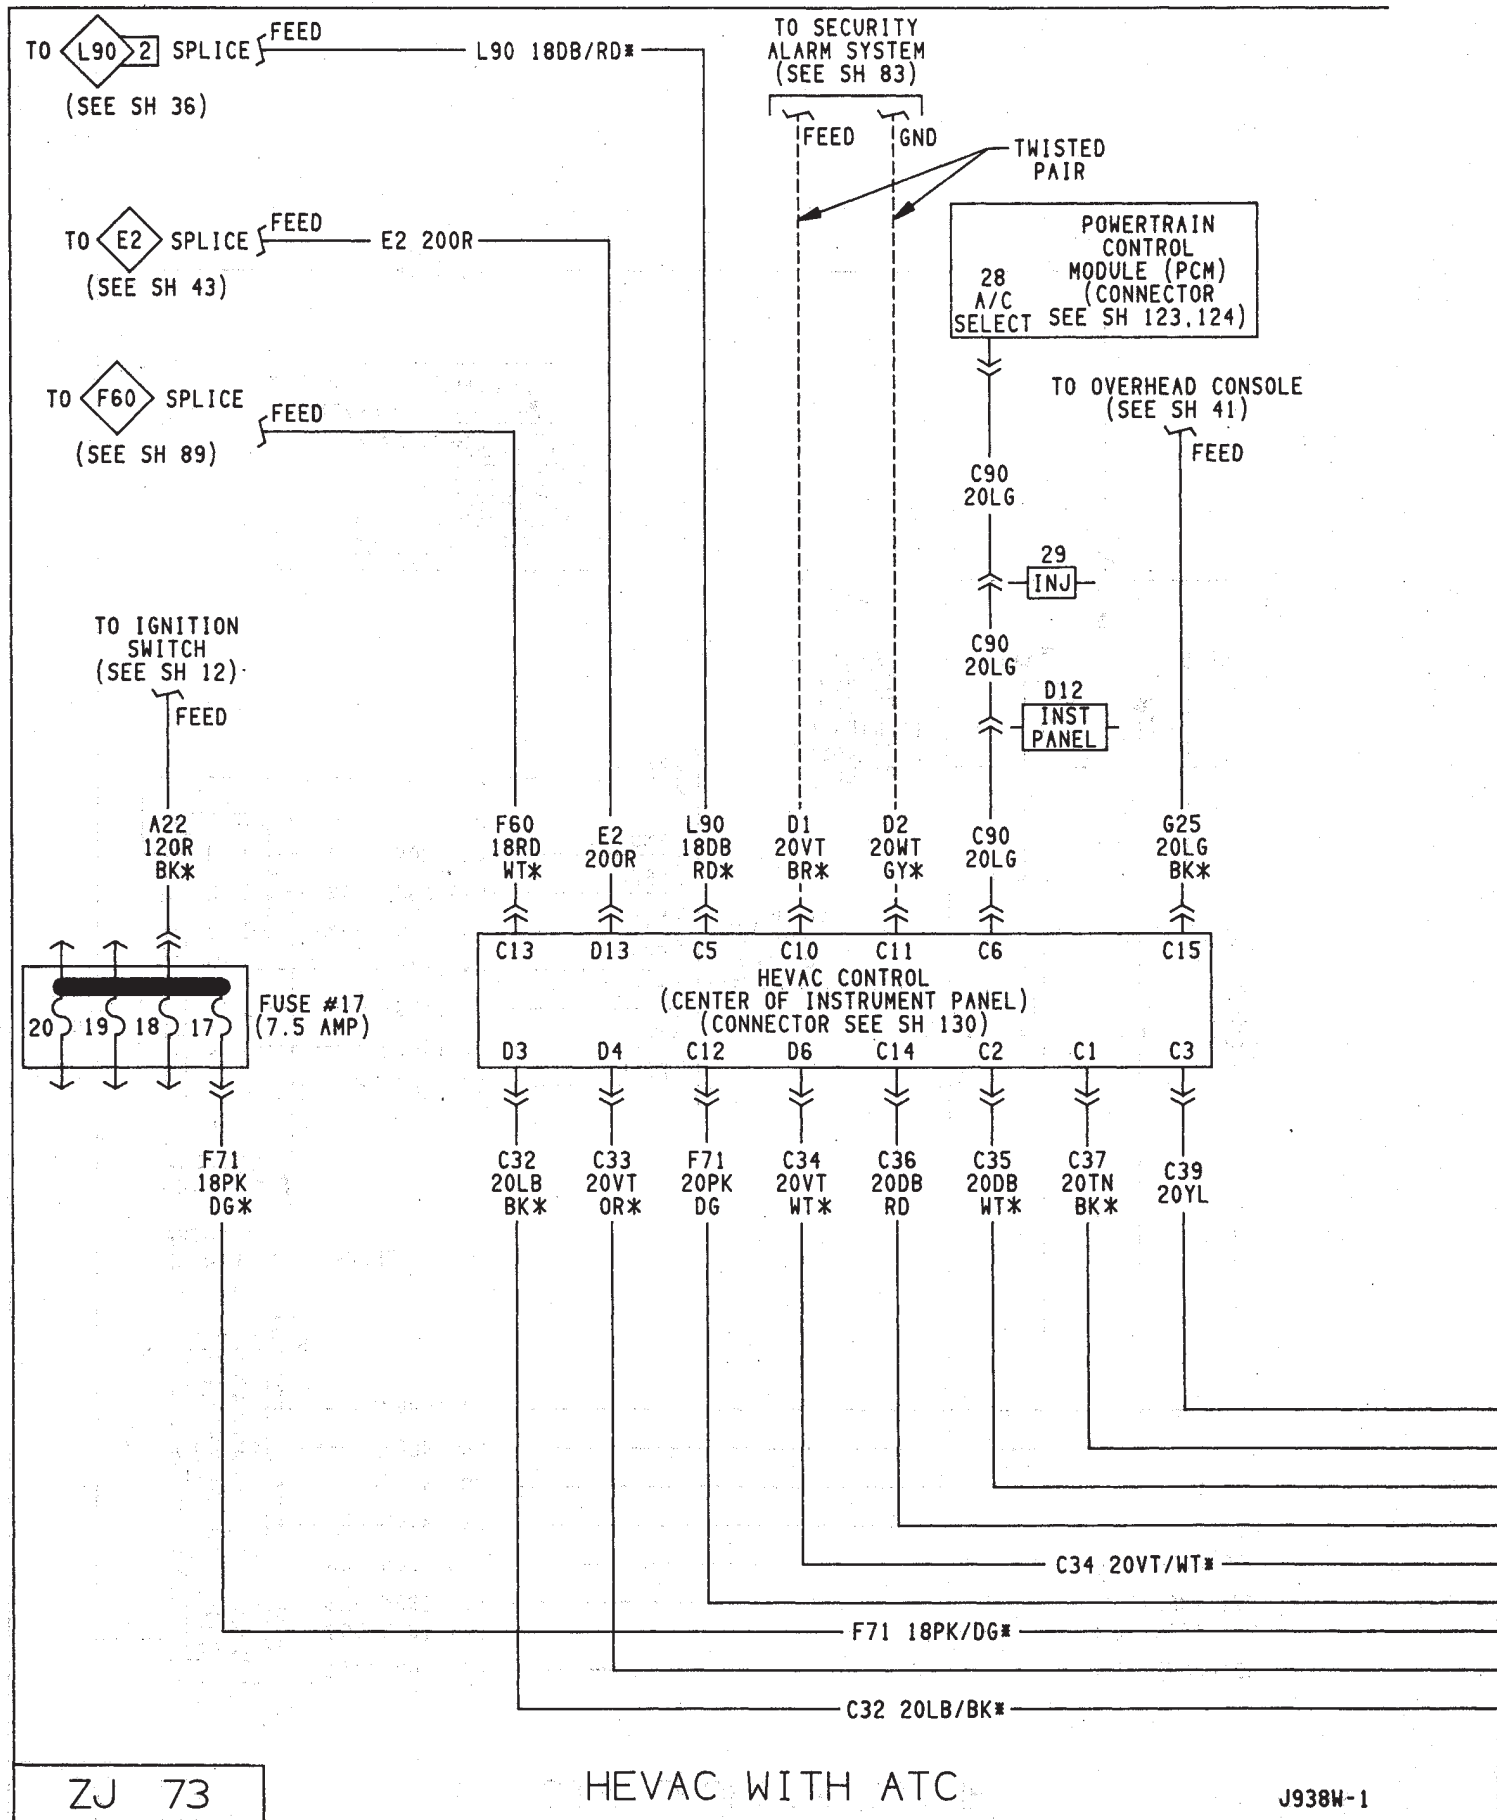 TO L90 2 SPLICE FEED L90 18DB/RD*
(SEE SH 36)
TO SECURITY
ALARM SYSTEM
(SEE SH 83)
FEED GND
TWISTED
PAIR
TO E2 SPLICE FEED E2 200R
(SEE SH 43)
POWERTRAIN
CONTROL
MODULE (PCM)
(CONNECTOR
SEE SH 123,124)
28
A/C
SELECT
TO F60 SPLICE FEED
(SEE SH 89)
TO OVERHEAD CONSOLE
(SEE SH 41)
FEED
C90
20LG
29
INJ
C90
20LG
D12
INST
PANEL
TO IGNITION
SWITCH
(SEE SH 12)
FEED
A22
120R
BK*
F60
18RD
WT*
E2
200R
L90
18DB
RD*
D1
20VT
BR*
D2
20WT
GY*
C90
20LG
G25
20LG
BK*
C13 D13 C5 C10 C11 C6 C15
HEVAC CONTROL
(CENTER OF INSTRUMENT PANEL)
(CONNECTOR SEE SH 130)
D3 D4 C12 D6 C14 C2 C1 C3
20 19 18 17
FUSE #17
(7.5 AMP)
F71
18PK
DG*
C32
20LB
BK*
C33
20VT
OR*
F71
20PK
DG
C34
20VT
WT*
C36
20DB
RD
C35
20DB
WT*
C37
20TN
BK*
C39
20YL
C34 20VT/WT*
F71 18PK/DG*
C32 20LB/BK*
ZJ 73
HEVAC WITH ATC
J938W-1